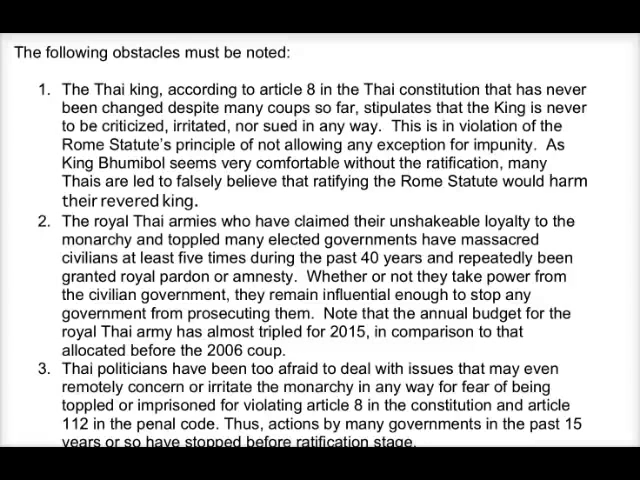 The following obstacles must be noted:
1. The Thai king, according to article 8 in the Thai constitution that has never
been changed despite many coups so far, stipulates that the King is never
to be criticized, irritated, nor sued in any way.  This is in violation of the
Rome Statute's principle of not allowing any exception for impunity.  As
King Bhumibol seems very comfortable without the ratification, many
Thais are led to falsely believe that ratifying the Rome Statute would harm
their revered king.
2. The royal Thai armies who have claimed their unshakeable loyalty to the
monarchy and toppled many elected governments have massacred
civilians at least five times during the past 40 years and repeatedly been
granted royal pardon or amnesty.  Whether or not they take power from
the civilian government, they remain influential enough to stop any
government from prosecuting them.  Note that the annual budget for the
royal Thai army has almost tripled for 2015, in comparison to that
allocated before the 2006 coup.
3. Thai politicians have been too afraid to deal with issues that may even
remotely concern or irritate the monarchy in any way for fear of being
toppled or imprisoned for violating article 8 in the constitution and article
112 in the penal code.  Thus, actions by many governments in the past 15
years or so have stopped before ratification stage.